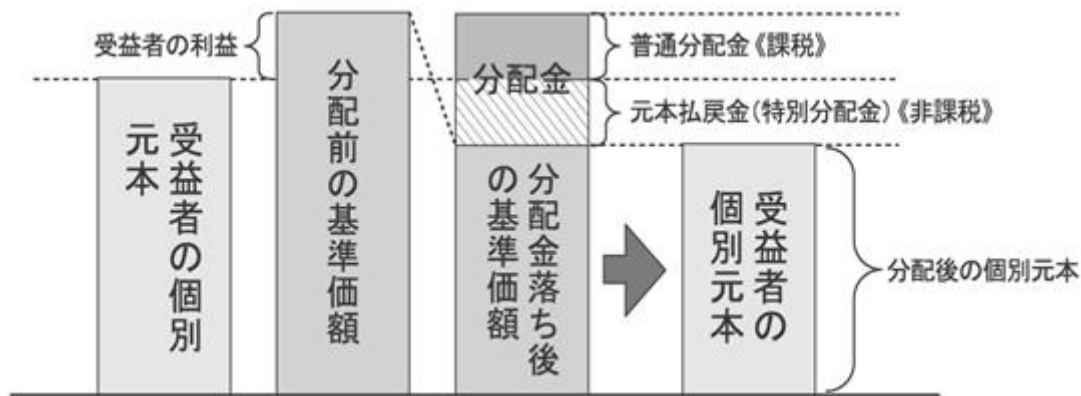 受益者の利益
受益者の個別
元本
分配前の基準価額
分配金
普通分配金《課税》
元本払戻金（特別分配金）《非課税》
分配金落ち後
の基準価額
受益者の
個別元本
分配後の個別元本